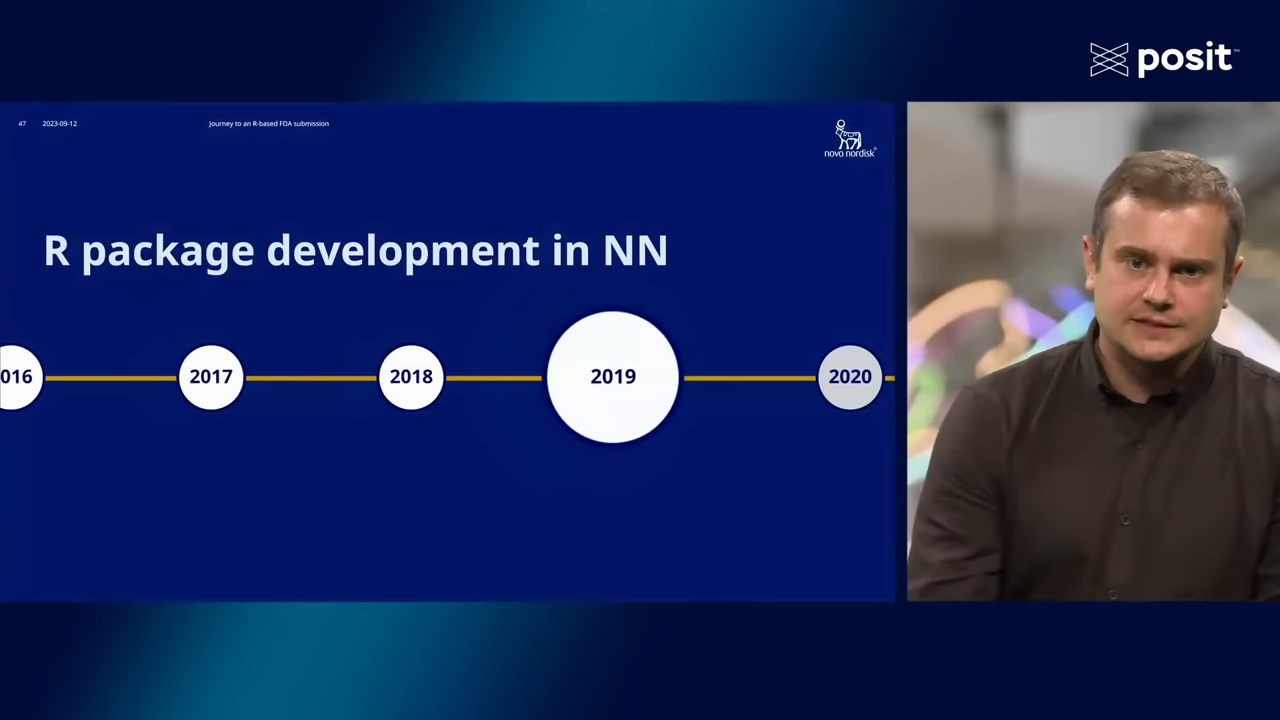 posit™
47 2023-09-12 Journey to an R-based FDA submission
novo nordisk®
R package development in NN
016 2017 2018 2019 2020